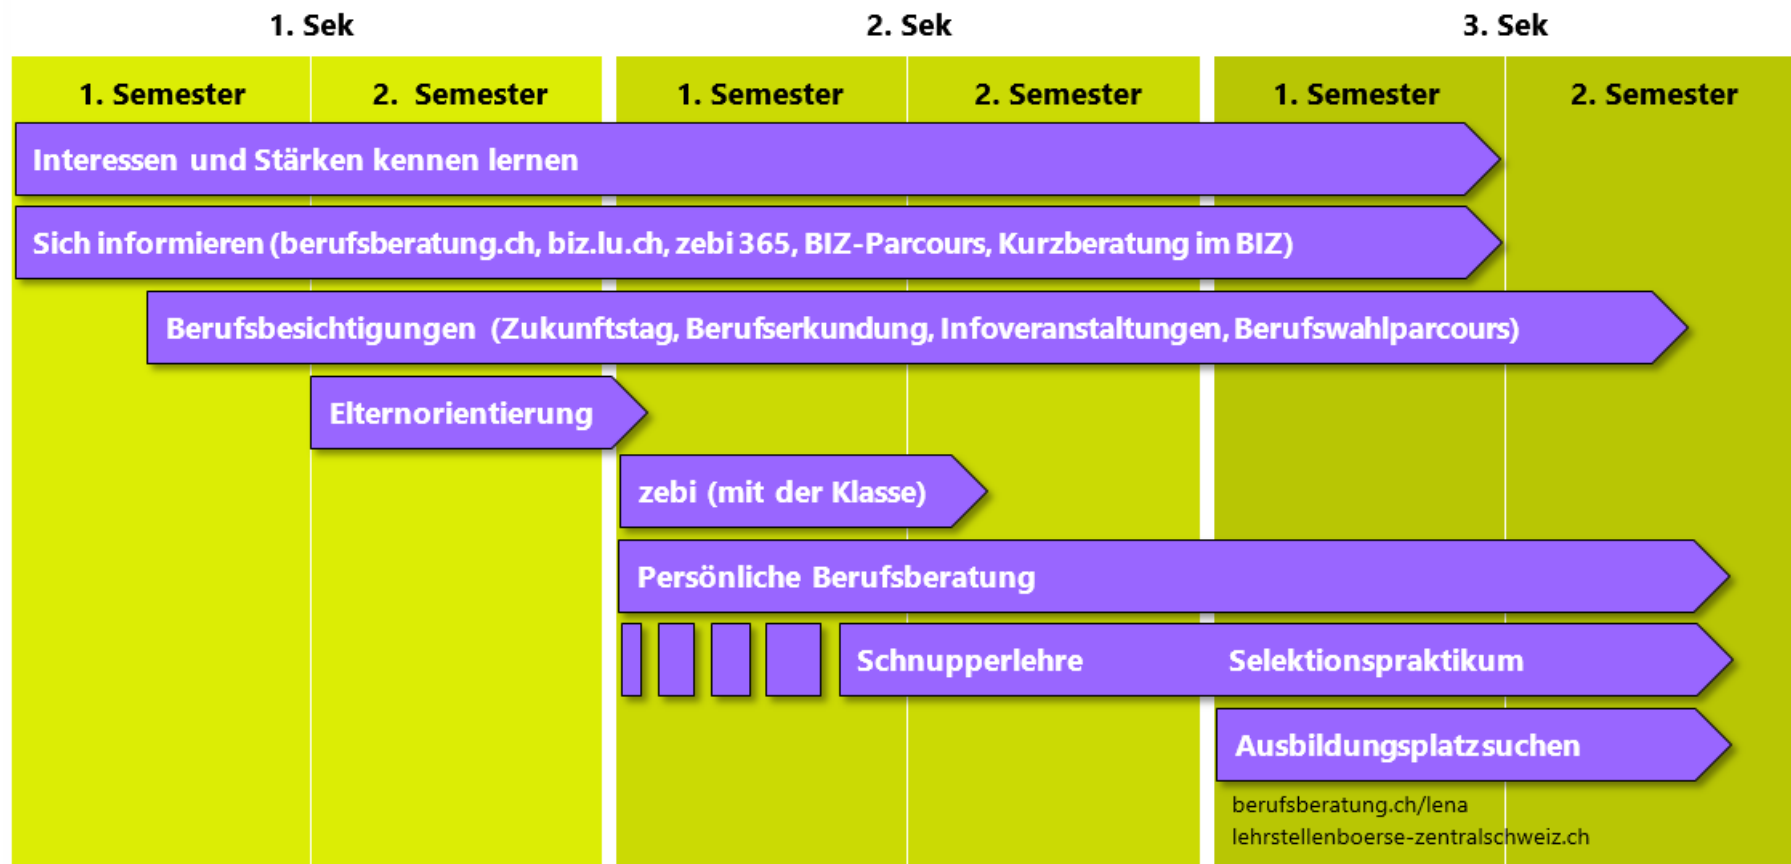 1. Sek 2. Sek 3. Sek
1. Semester 2. Semester 1. Semester 2. Semester 1. Semester 2. Semester
Interessen und Stärken kennen lernen
Sich informieren (berufsberatung.ch, biz.lu.ch, zebi 365, BIZ-Parcours, Kurzberatung im BIZ)
Berufsbesichtigungen (Zukunftstag, Berufserkundung, Infoveranstaltungen, Berufswahlparcours)
Elternorientierung
zebi (mit der Klasse)
Persönliche Berufsberatung
Schnupperlehre Selektionspraktikum
Ausbildungsplatzsuchen
berufsberatung.ch/lena
lehrstellenboerse-zentralschweiz.ch